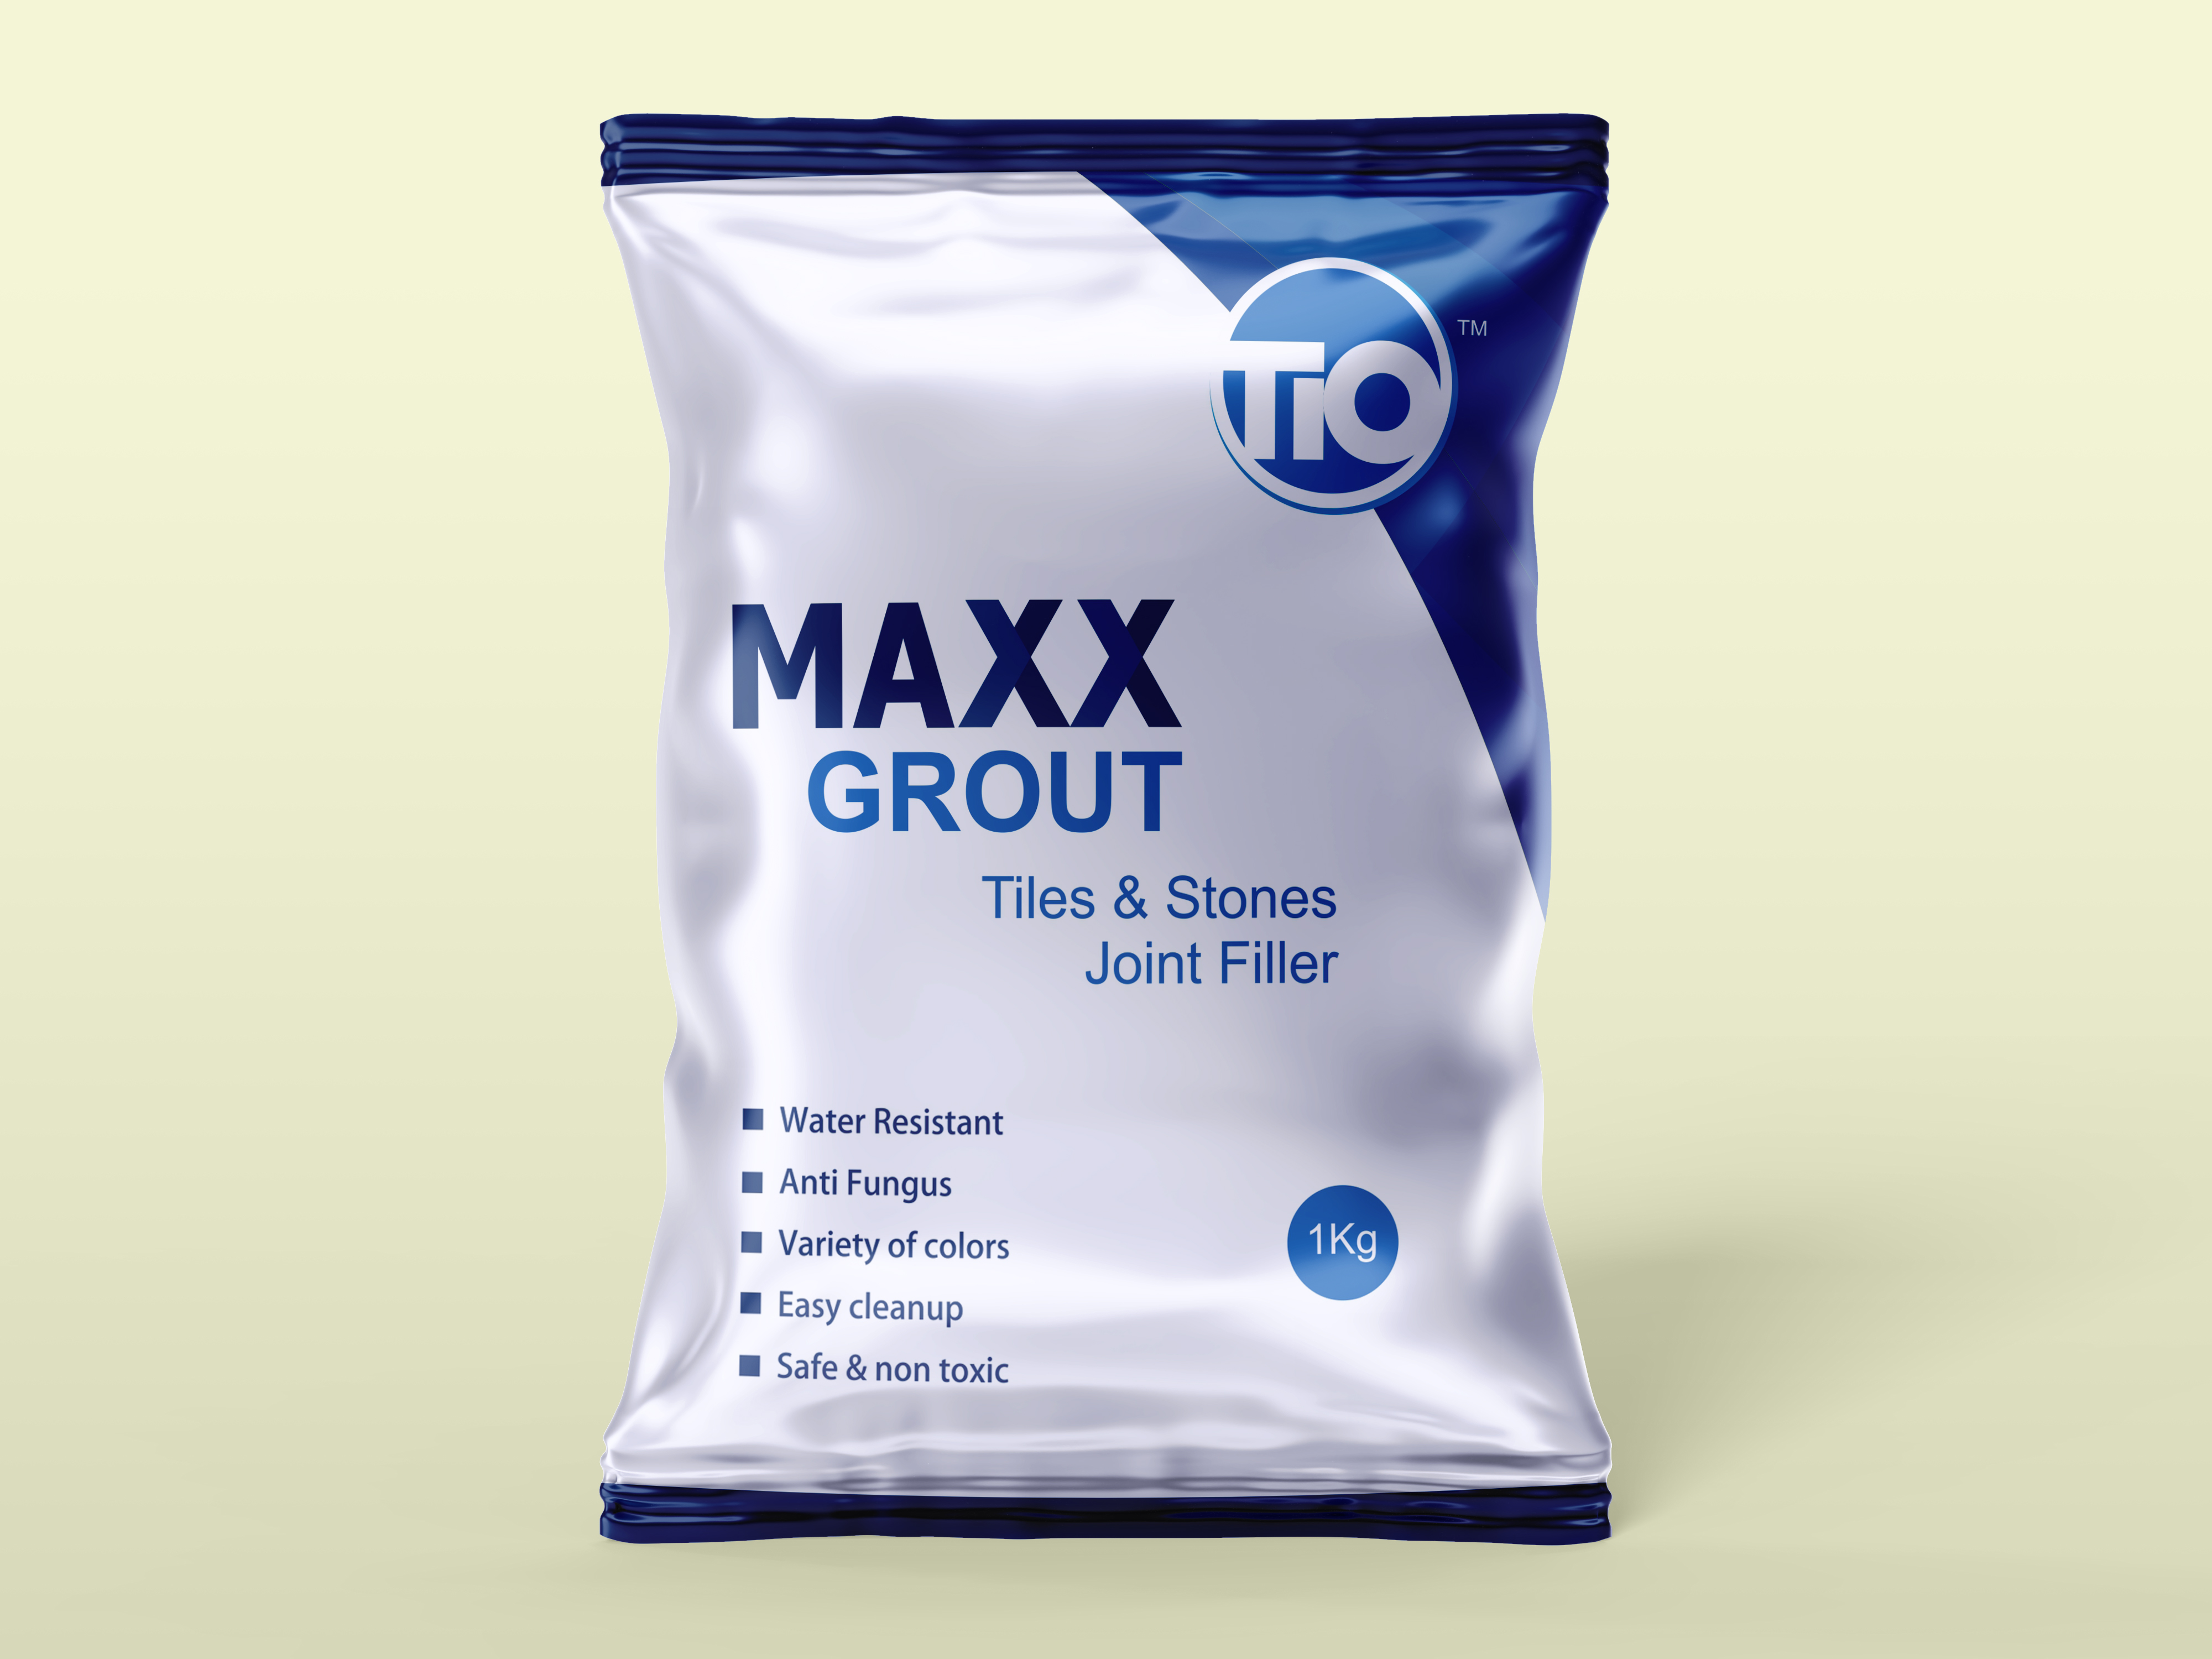 TiO
TM
MAXX
GROUT
Tiles & Stones
Joint Filler
Water Resistant
Anti Fungus
Variety of colors
Easy cleanup
Safe & non toxic
1Kg